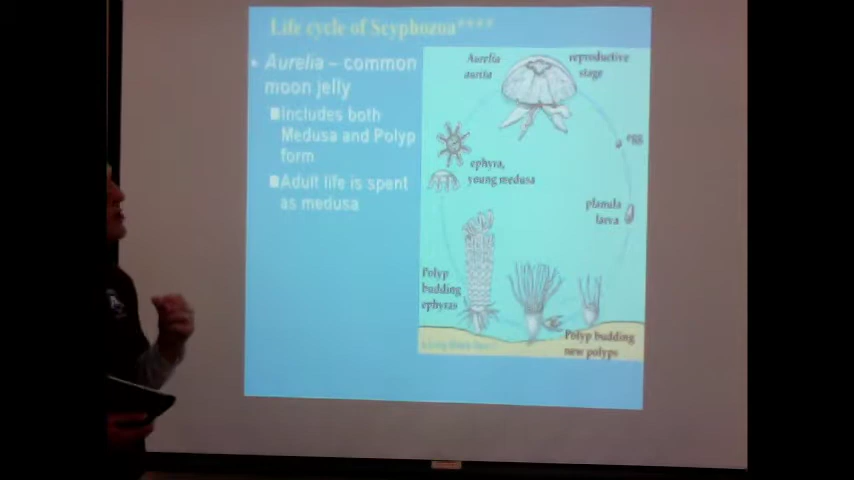 Life cycle of Scyphozoa****
• Aurelia – common
moon jelly
Includes both
Medusa and Polyp
form
Adult life is spent
as medusa
Aurelia
reproductive
stage
egg
ephyra,
young medusa
planula
larva
Polyp
budding
ephyras
Polyp budding
new polyps